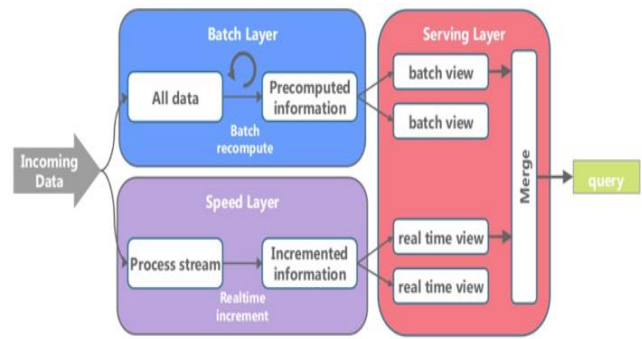 Batch Layer
All data
Precomputed
information
Batch
recompute
Incoming
Data
Speed Layer
Process stream
Incremented
information
Realtime
increment
Serving Layer
batch view
batch view
real time view
real time view
Merge
query